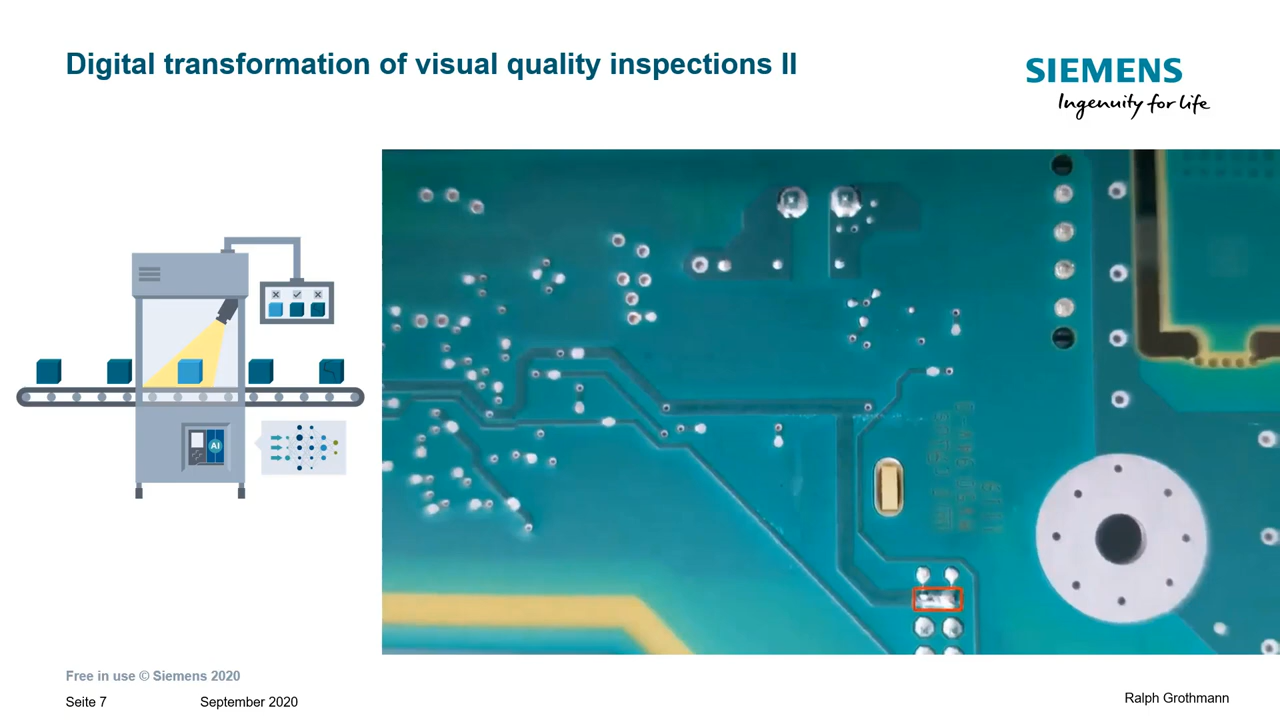 Digital transformation of visual quality inspections II
SIEMENS
Ingenuity for life
AI
Free in use © Siemens 2020
Seite 7
September 2020
Ralph Grothmann